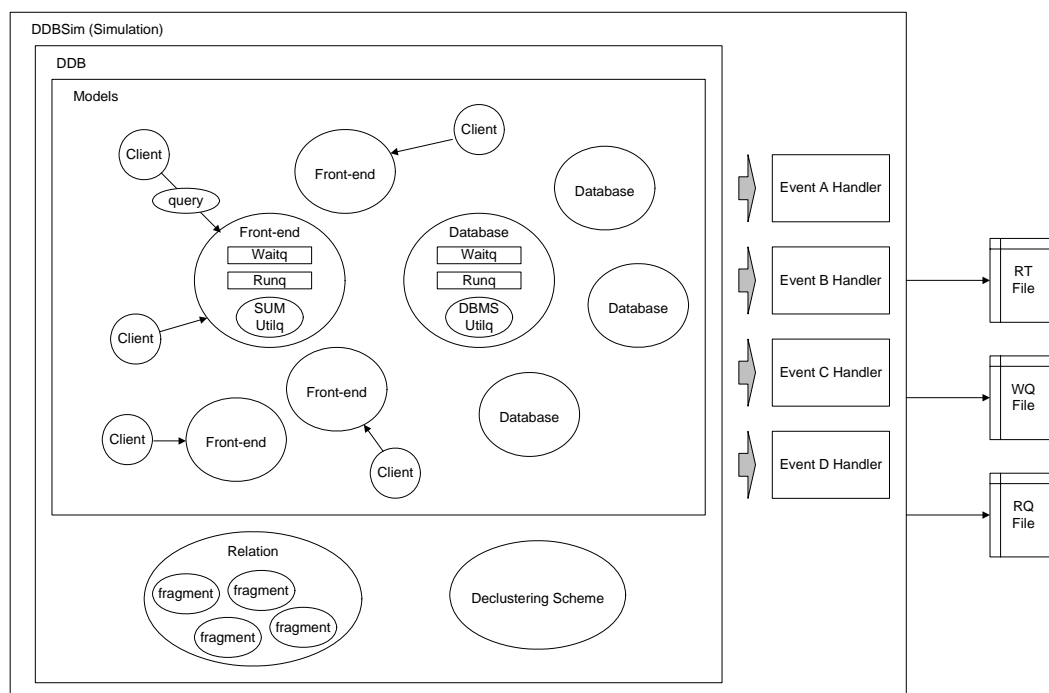 DDBSim (Simulation)
DDB
Models
Client
Client
Front-end
query
Database
Event A Handler
Front-end
Waitq
Runq
SUM
Utilq
Database
Waitq
Runq
DBMS
Utilq
Event B Handler
RT
File
Database
Client
Front-end
Event C Handler
WQ
File
Database
Client
Front-end
Client
Event D Handler
RQ
File
Relation
fragment
fragment
fragment
fragment
Declustering Scheme